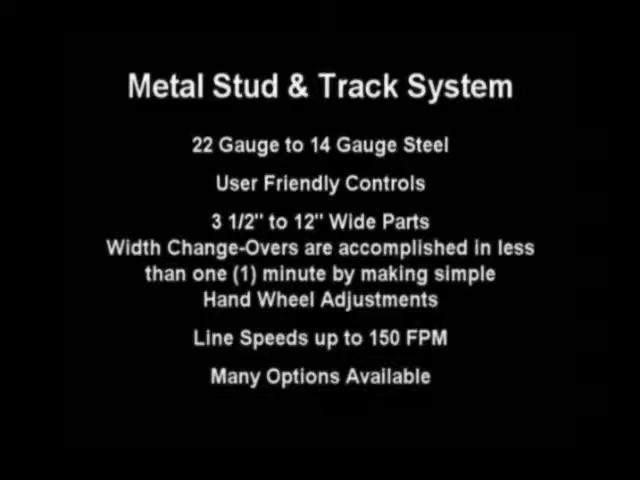 Metal Stud & Track System
22 Gauge to 14 Gauge Steel
User Friendly Controls
3 1/2" to 12" Wide Parts
Width Change-Overs are accomplished in less
than one (1) minute by making simple
Hand Wheel Adjustments
Line Speeds up to 150 FPM
Many Options Available